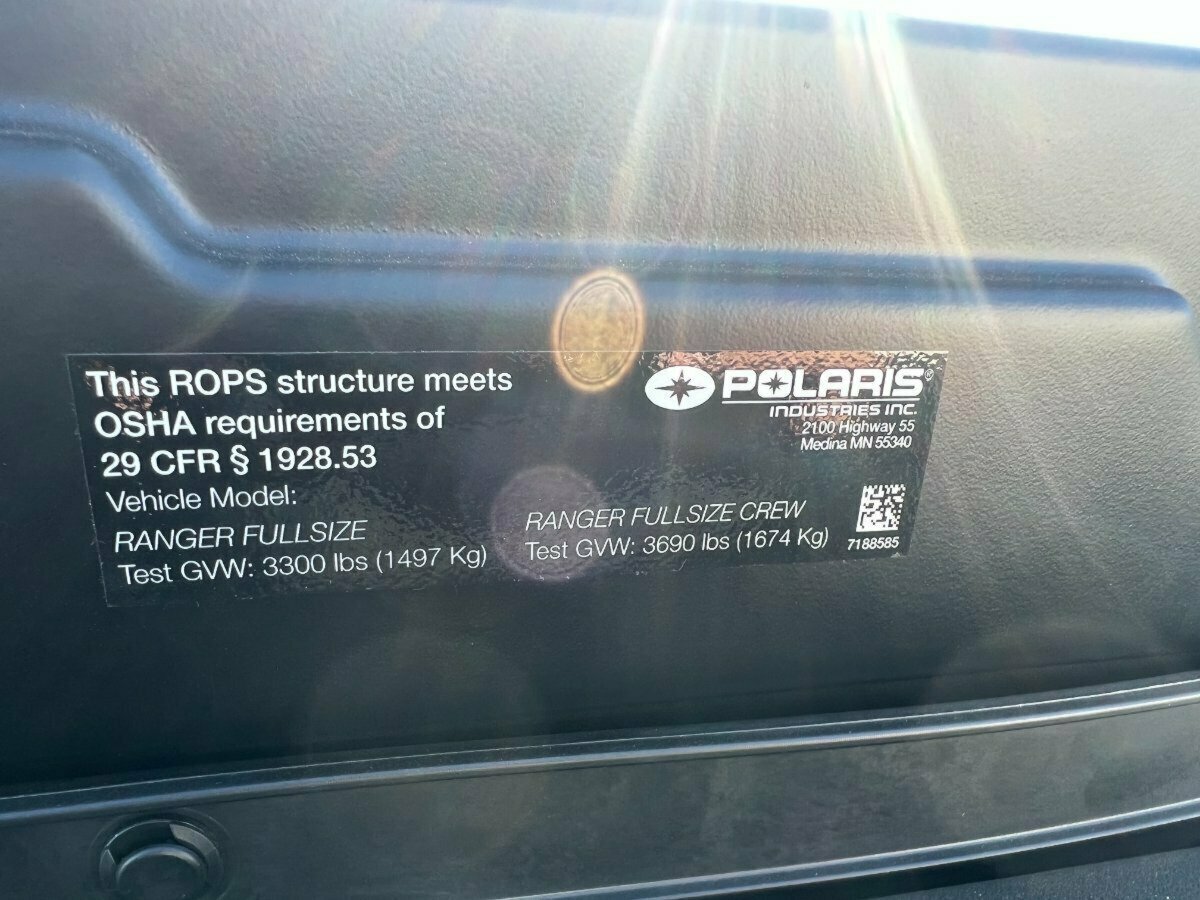 This ROPS structure meets
OSHA requirements of
29 CFR § 1928.53
Vehicle Model:
RANGER FULLSIZE
Test GVW: 3300 lbs (1497 Kg)
RANGER FULLSIZE CREW
Test GVW: 3690 lbs (1674 Kg)
POLARIS®
INDUSTRIES INC.
2100 Highway 55
Medina MN 55340
7188585